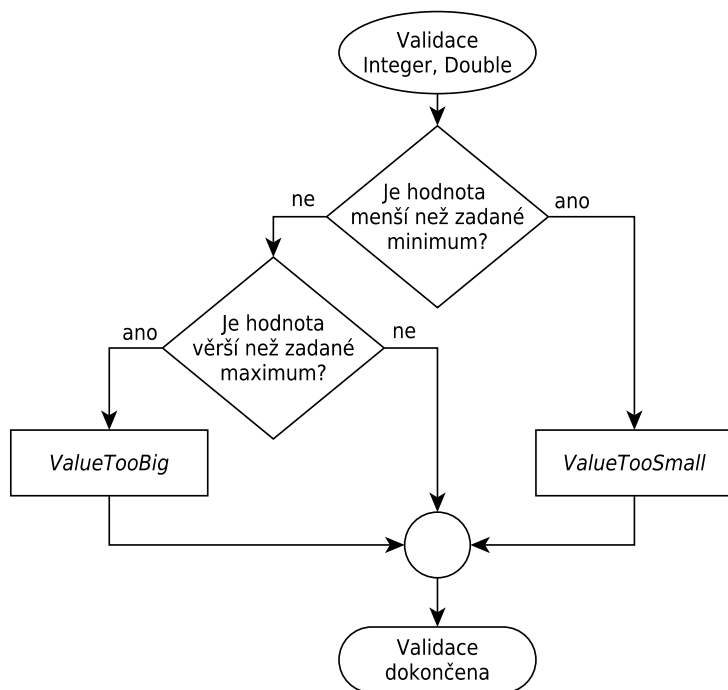 Validace
Integer, Double
Je hodnota
menší než zadané
minimum?
ne
ano
Je hodnota
věrší než zadané
maximum?
ano
ne
ValueTooBig
ValueTooSmall
Validace
dokončena